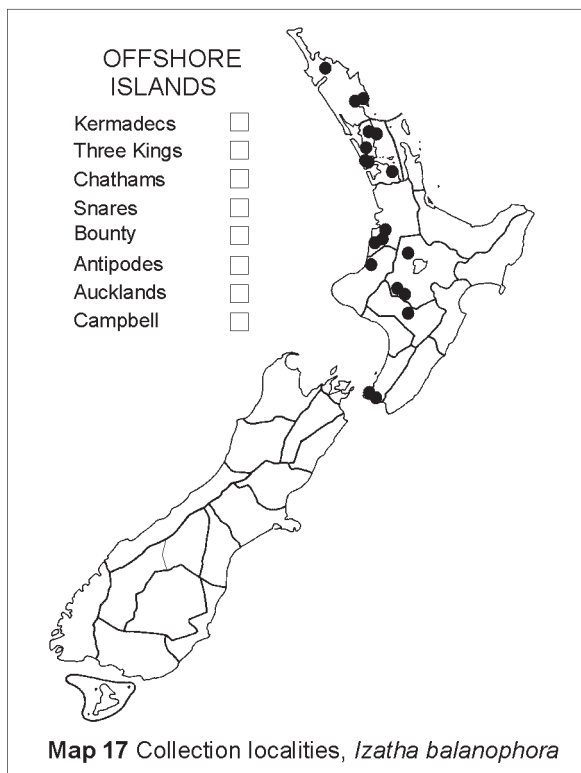 OFFSHORE
ISLANDS
Kermadecs
Three Kings
Chathams
Snares
Bounty
Antipodes
Aucklands
Campbell
Map 17 Collection localities, Izatha balanophora